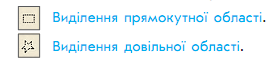 Виділення прямокутної області.
Виділення довільної області.